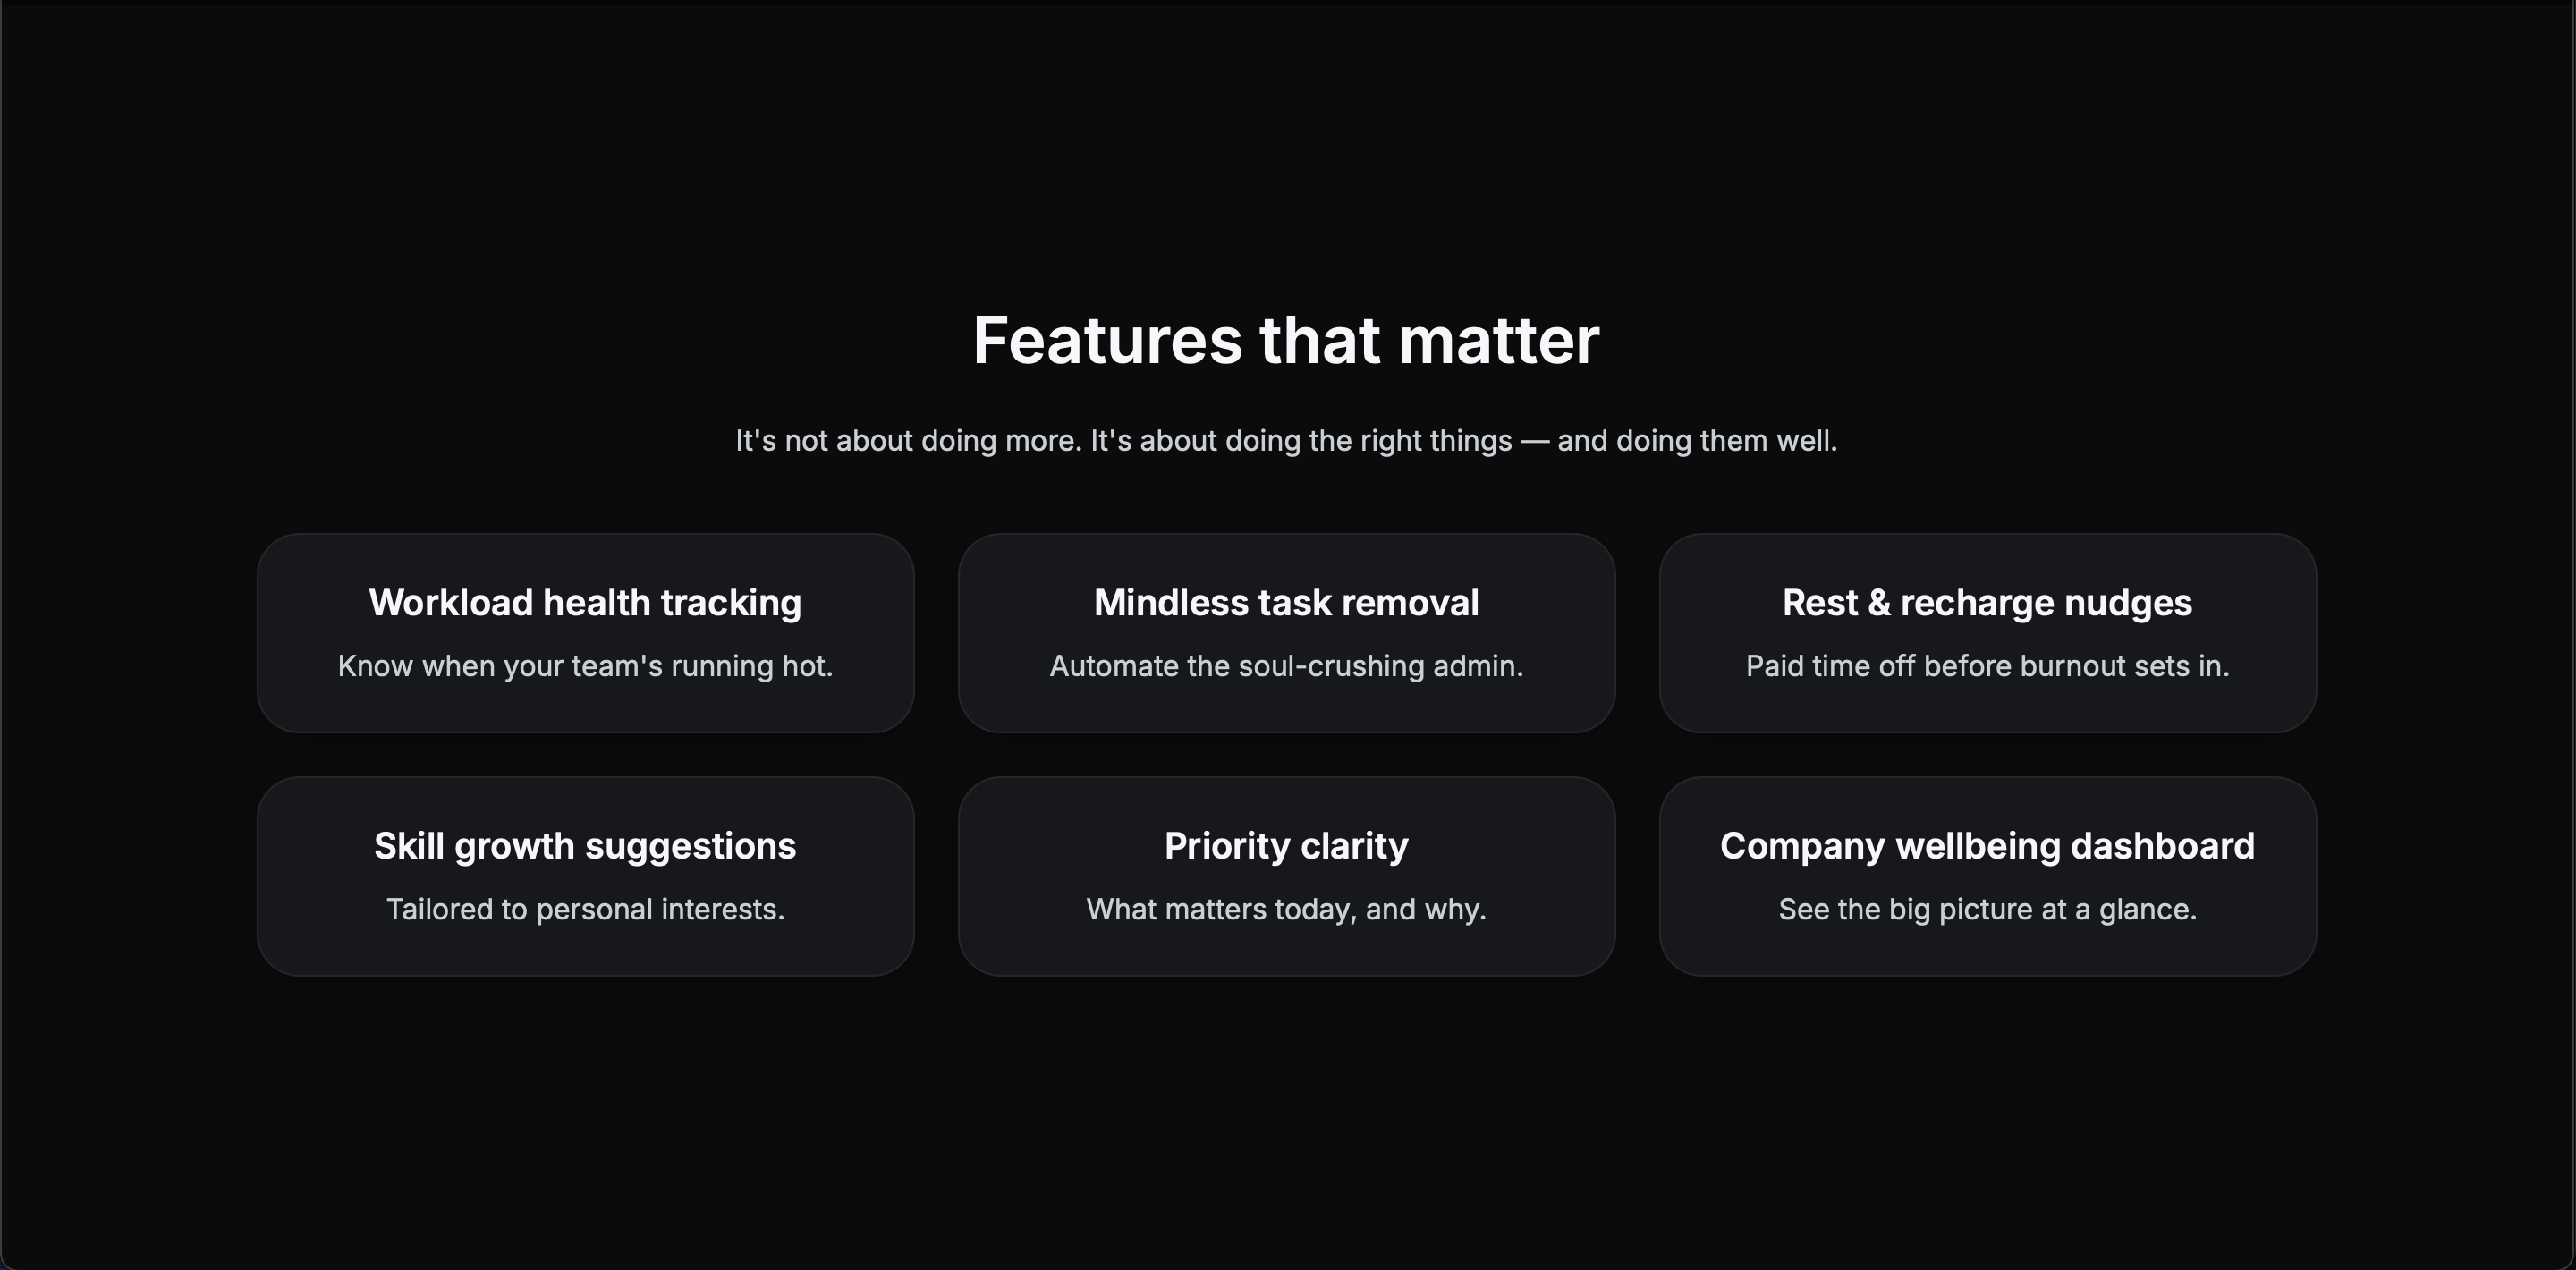 Features that matter
It's not about doing more. It's about doing the right things — and doing them well.
Workload health tracking
Know when your team's running hot.
Mindless task removal
Automate the soul-crushing admin.
Rest & recharge nudges
Paid time off before burnout sets in.
Skill growth suggestions
Tailored to personal interests.
Priority clarity
What matters today, and why.
Company wellbeing dashboard
See the big picture at a glance.